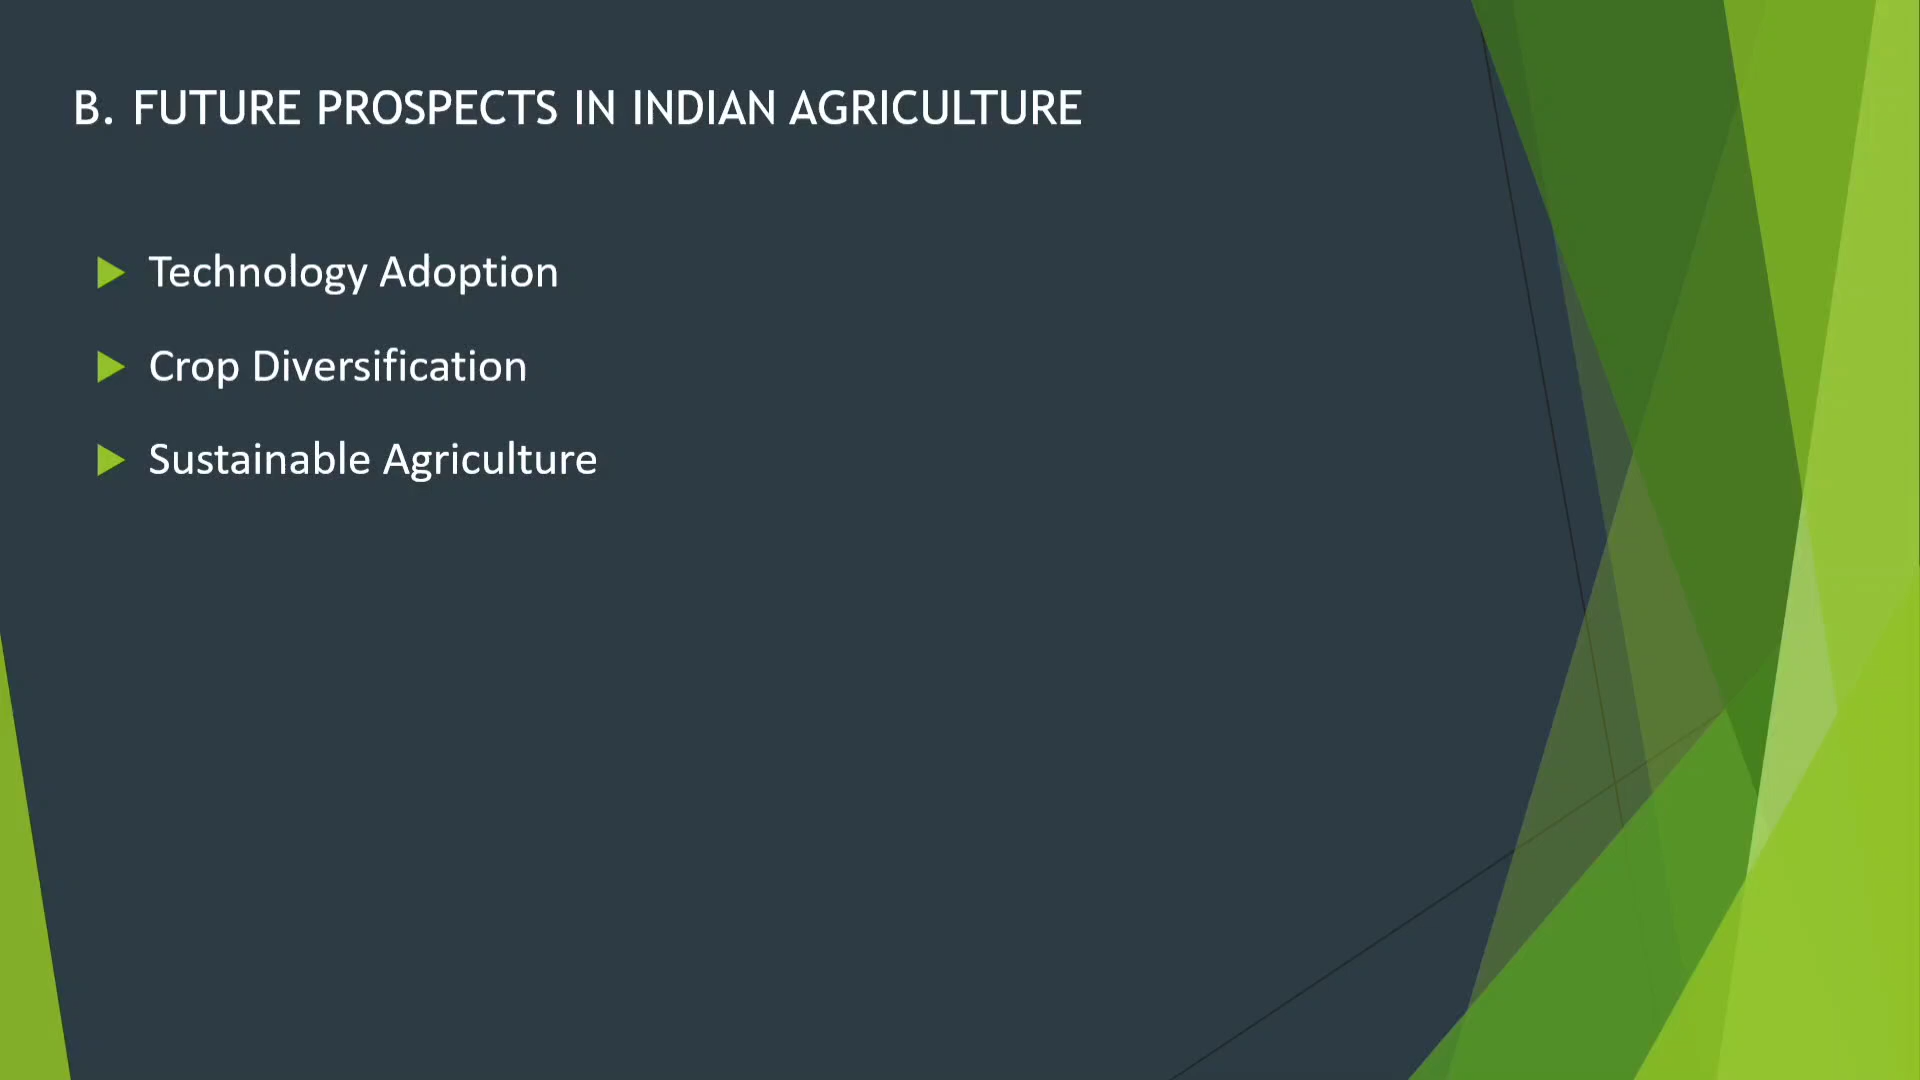 B. FUTURE PROSPECTS IN INDIAN AGRICULTURE
Technology Adoption
Crop Diversification
Sustainable Agriculture